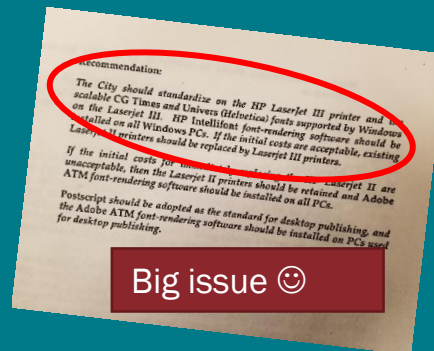 Recommendation:
The City should standardize on the HP LaserJet III printer and the
scalable CG Times and Univers (Helvetica) fonts supported by Windows
on the Laserjet III. HP Intellifont font-rendering software should be
installed on all Windows PCs. If the initial costs are acceptable, existing
Laserjet II printers should be replaced by Laserjet III printers.
If the initial costs for Laserjet II are
unacceptable, then the Laserjet II printers should be retained and Adobe
ATM font-rendering software should be installed on all PCs.
Postscript should be adopted as the standard for desktop publishing, and
the Adobe ATM font-rendering software should be installed on PCs used
for desktop publishing.
Big issue ☺